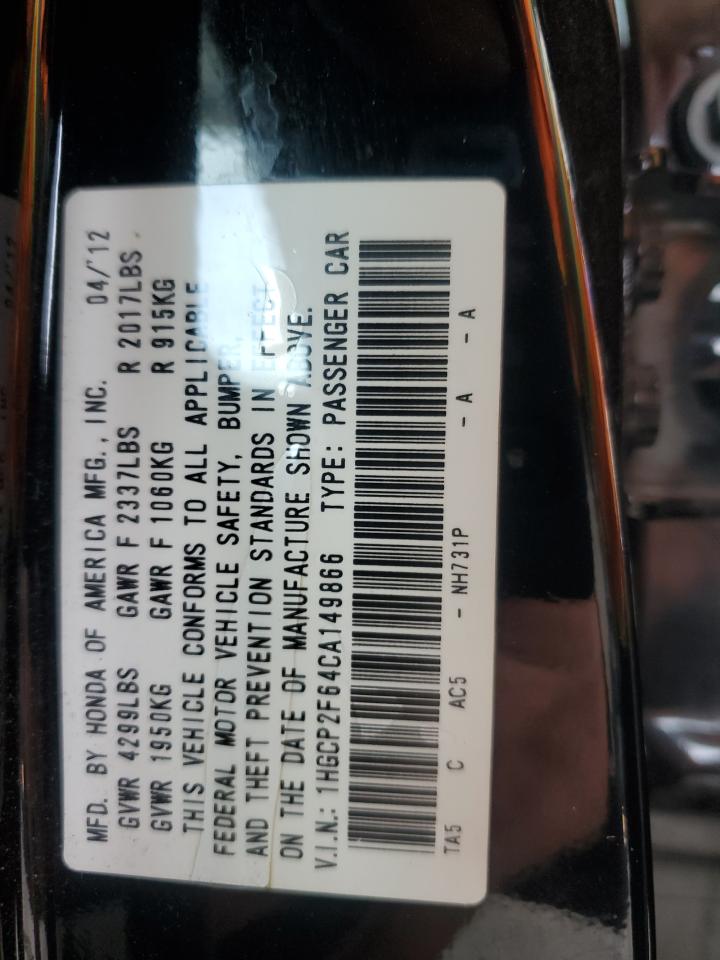 MFD. BY HONDA OF AMERICA MFG., INC. 04/'12
GVWR 4299LBS GAWR F 2337LBS R 2017LBS
GVWR 1950KG GAWR F 1060KG R 915KG
THIS VEHICLE CONFORMS TO ALL APPLICABLE
FEDERAL MOTOR VEHICLE SAFETY, BUMPER,
AND THEFT PREVENTION STANDARDS IN EFFECT
ON THE DATE OF MANUFACTURE SHOWN ABOVE.
V.I.N.: 1HGCP2F64CA149866 TYPE: PASSENGER CAR
TA5 C AC5 - NH731P - A - A